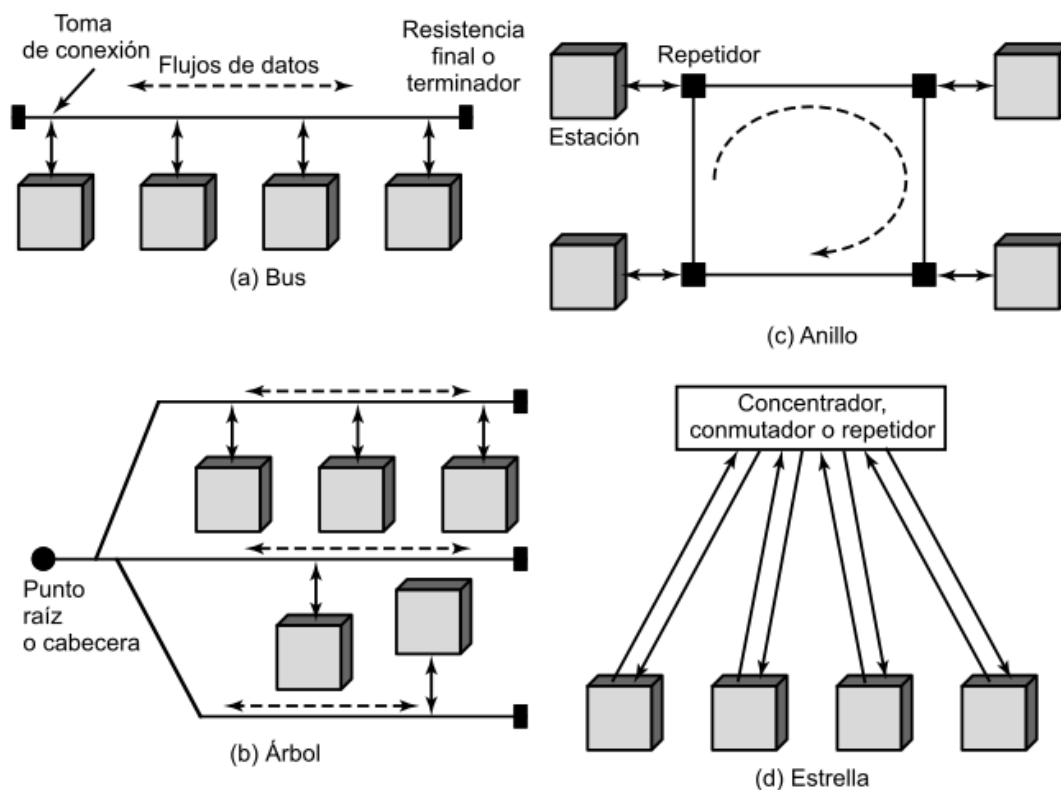 Toma
de conexión
Flujos de datos
Resistencia
final o
terminador
(a) Bus
Repetidor
Estación
(c) Anillo
Punto
raíz
o cabecera
(b) Árbol
Concentrador,
conmutador o repetidor
(d) Estrella